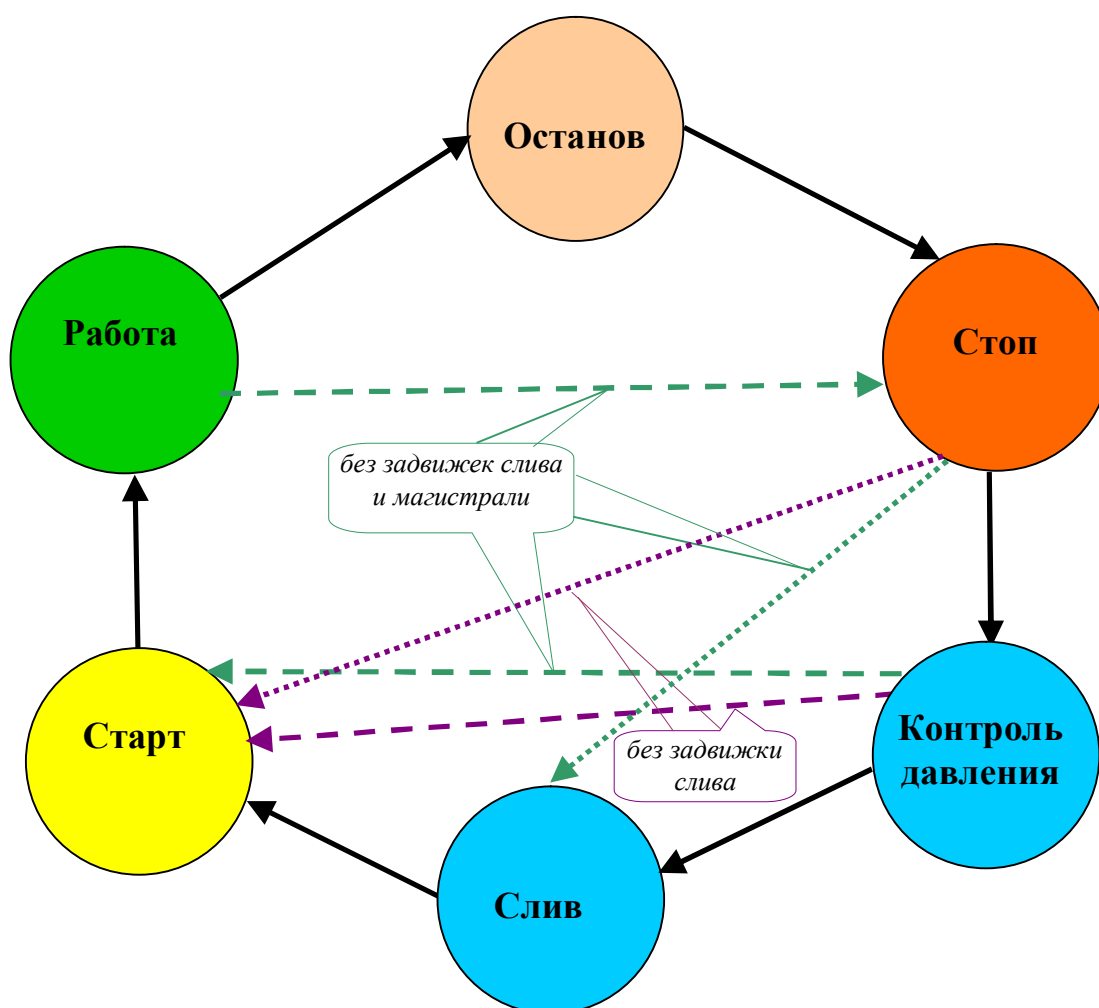 Останов
Работа
Стоп
без задвижек слива
и магистрали
Старт
без задвижки
слива
Контроль
давления
Слив